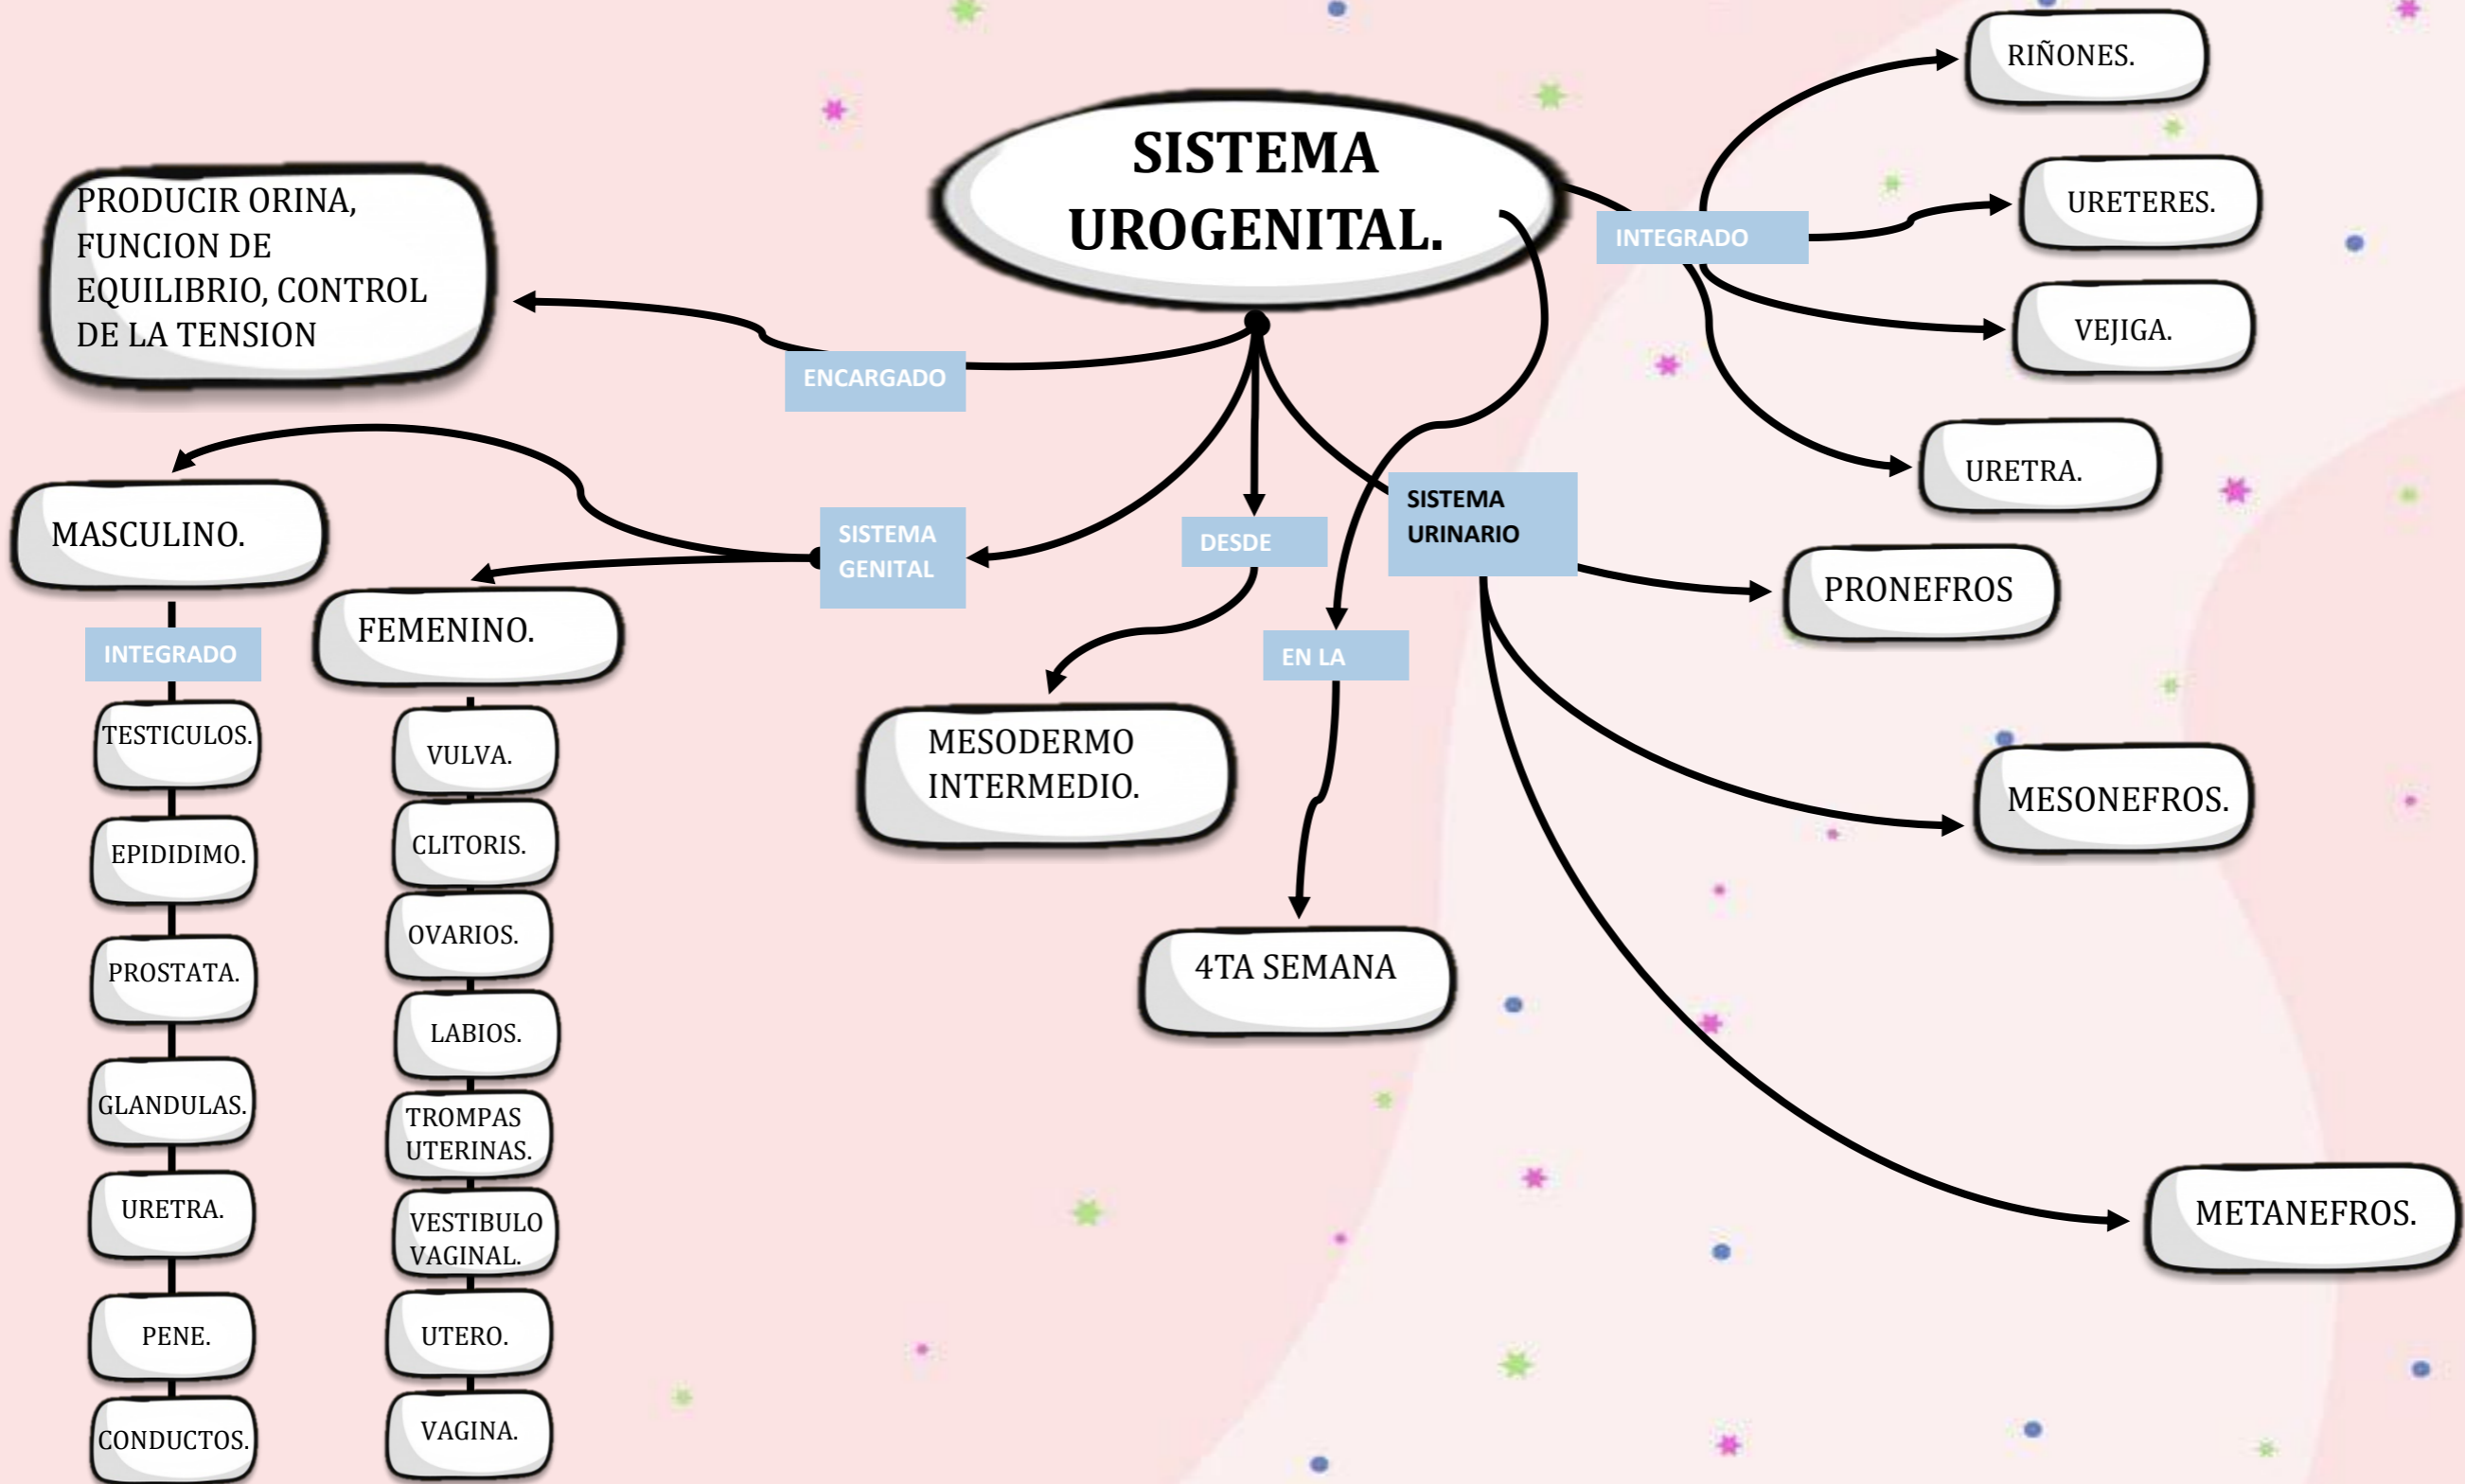 SISTEMA
UROGENITAL.
PRODUCIR ORINA,
FUNCION DE
EQUILIBRIO, CONTROL
DE LA TENSION
ENCARGADO
INTEGRADO
RIÑONES.
URETERES.
VEJIGA.
URETRA.
MASCULINO.
INTEGRADO
TESTICULOS.
EPIDIDIMO.
PROSTATA.
GLANDULAS.
URETRA.
PENE.
CONDUCTOS.
SISTEMA
GENITAL
FEMENINO.
VULVA.
CLITORIS.
OVARIOS.
LABIOS.
TROMPAS
UTERINAS.
VESTIBULO
VAGINAL.
UTERO.
VAGINA.
DESDE
MESODERMO
INTERMEDIO.
EN LA
4TA SEMANA
SISTEMA
URINARIO
PRONEFROS
MESONEFROS.
METANEFROS.